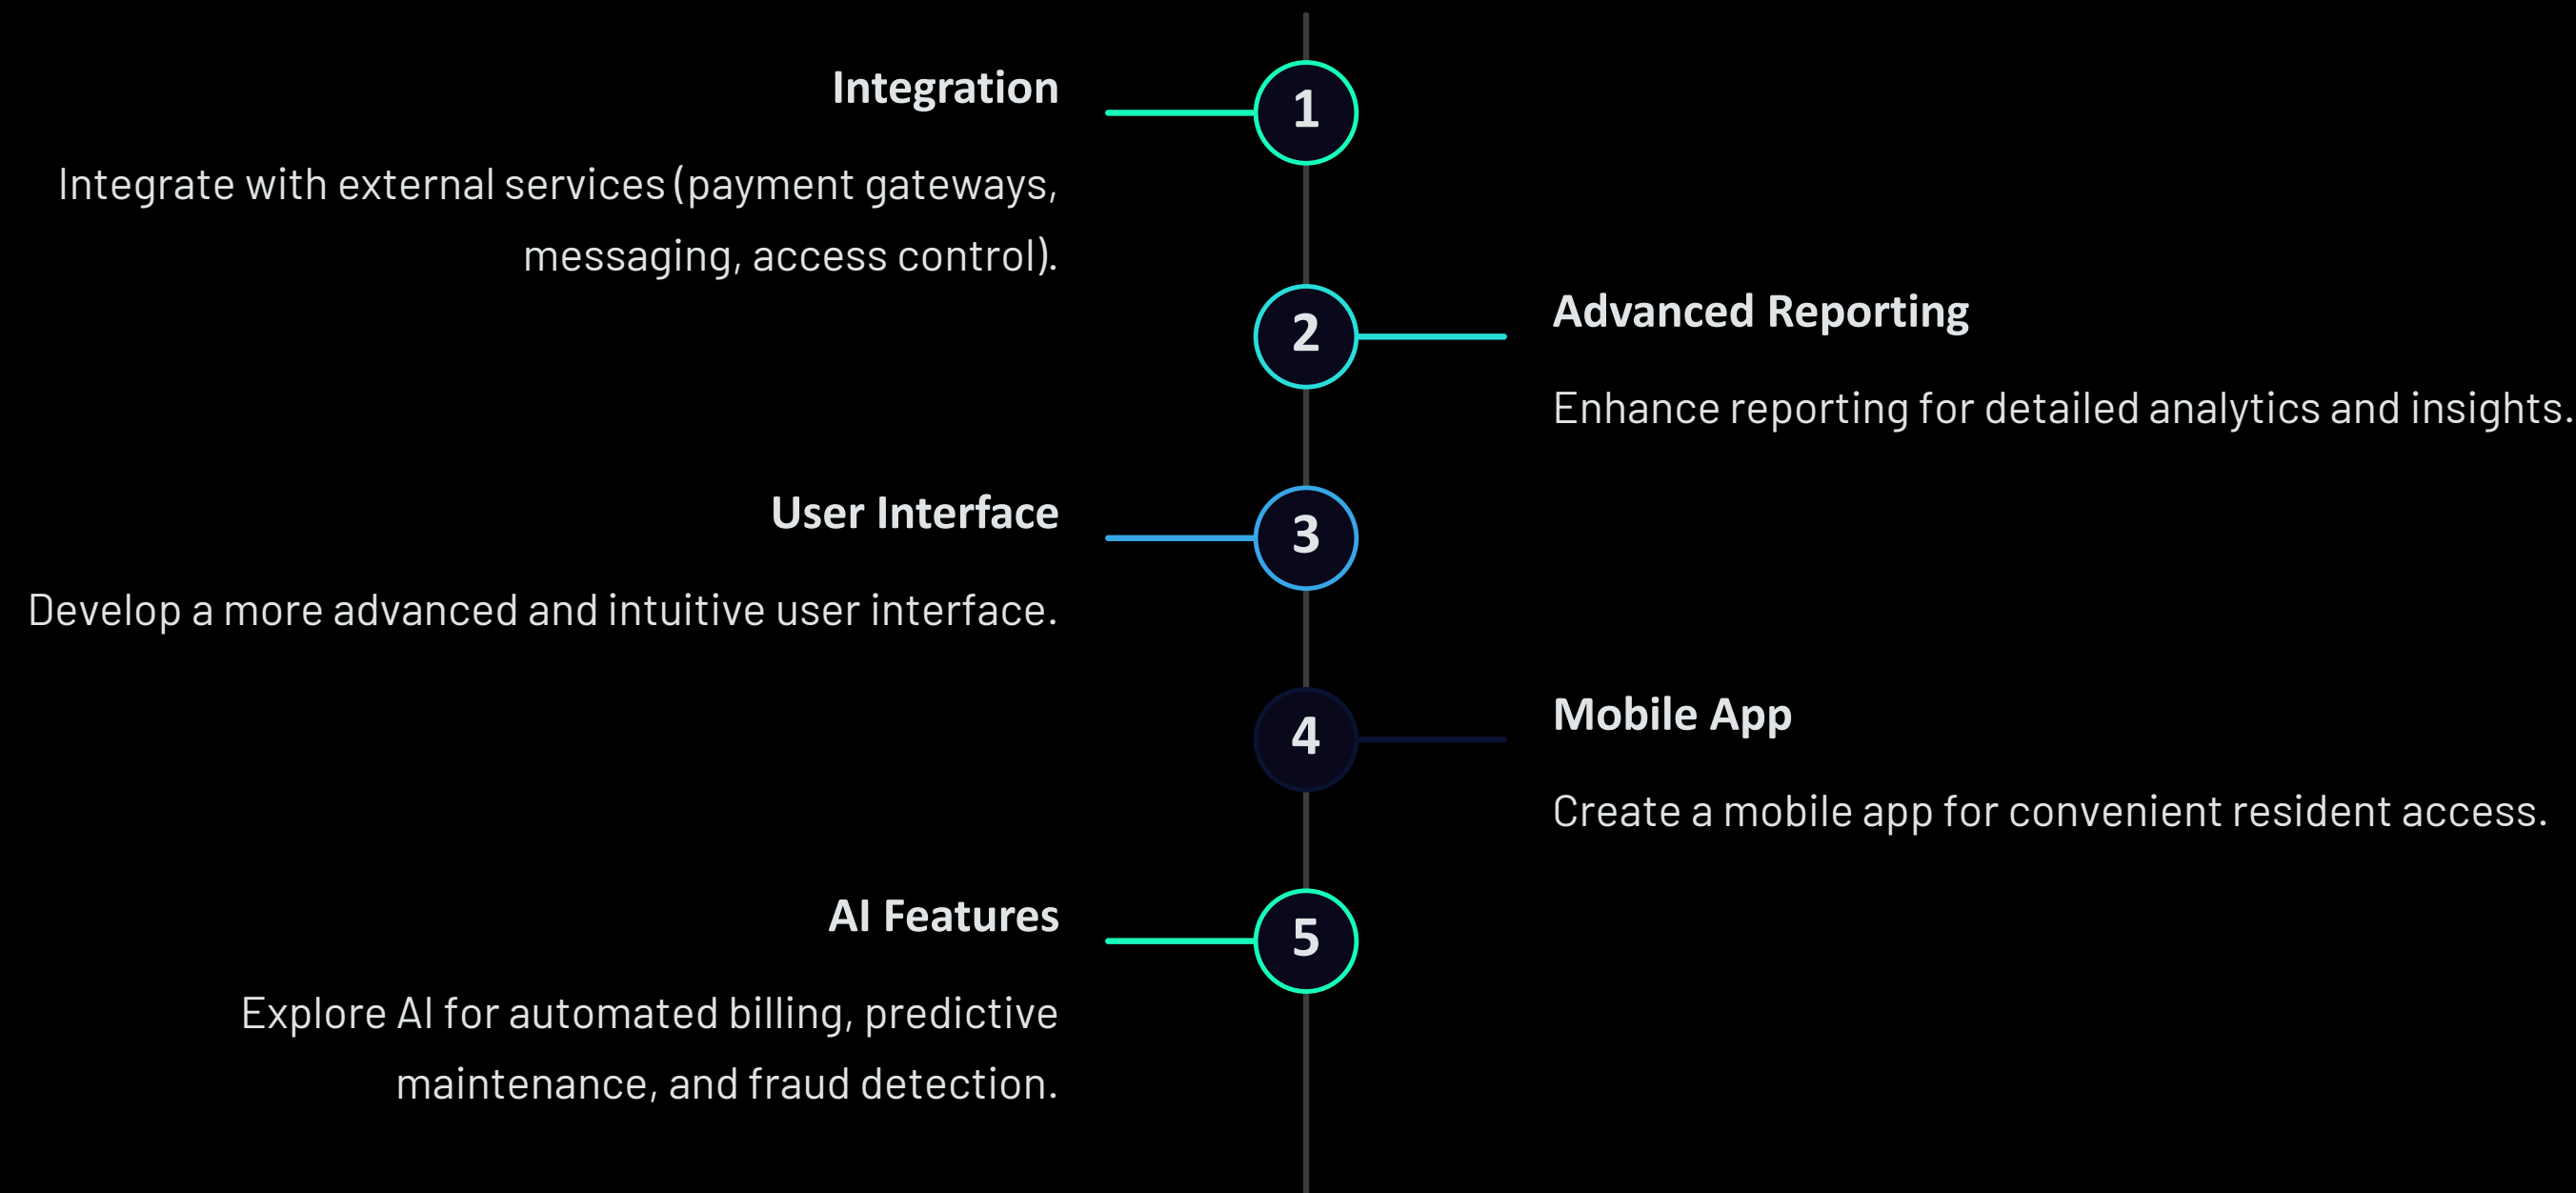 Integration
1
Integrate with external services (payment gateways,
messaging, access control).
2
Advanced Reporting
Enhance reporting for detailed analytics and insights.
User Interface
3
Develop a more advanced and intuitive user interface.
4
Mobile App
Create a mobile app for convenient resident access.
AI Features
5
Explore AI for automated billing, predictive
maintenance, and fraud detection.